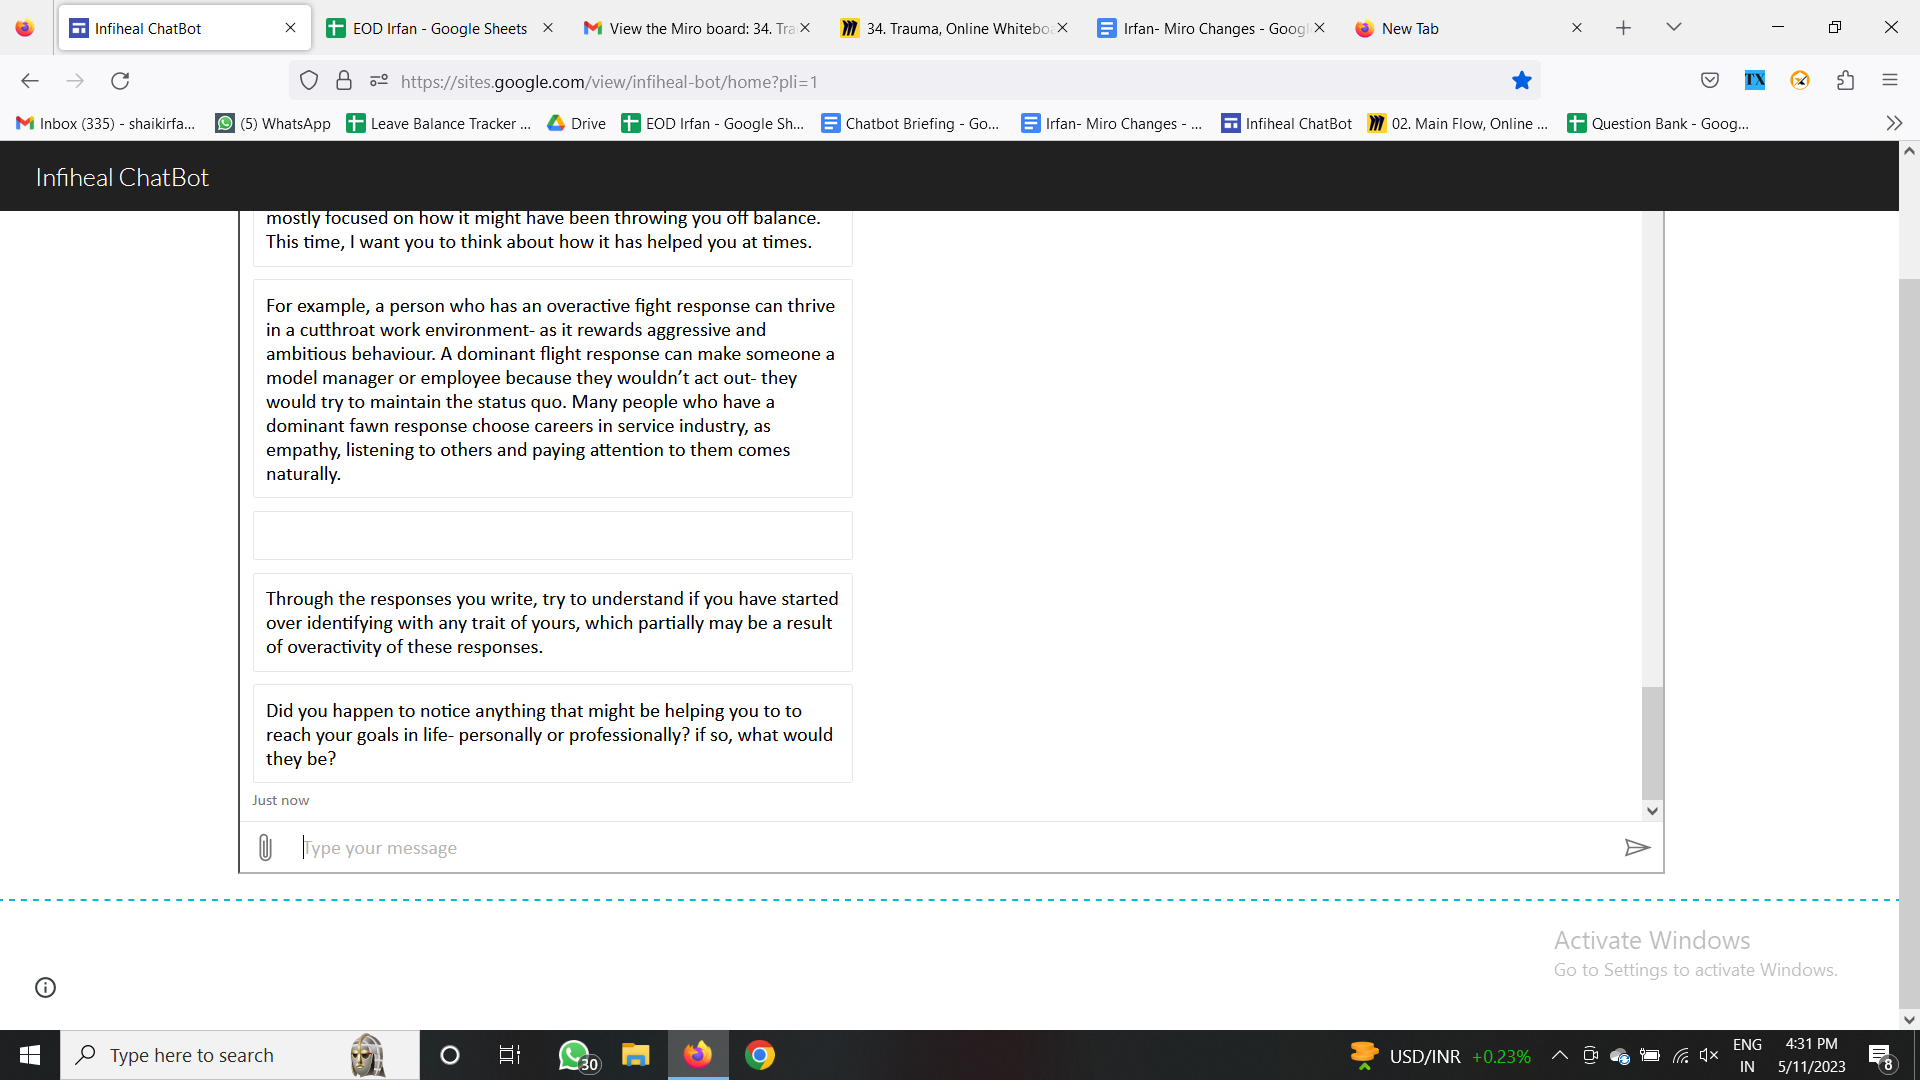 Infiheal ChatBot
EOD Irfan - Google Sheets
View the Miro board: 34. Tra
34. Trauma, Online Whitebo
Irfan- Miro Changes - Googl
New Tab
https://sites.google.com/view/infiheal-bot/home?pli=1
TX
Inbox (335) - shaikirfa...
(5) WhatsApp
Leave Balance Tracker ...
Drive
EOD Irfan - Google Sh...
Chatbot Briefing - Go...
Irfan- Miro Changes - ...
Infiheal ChatBot
02. Main Flow, Online ...
Question Bank - Goog...
Infiheal ChatBot
mostly focused on how it might have been throwing you off balance.
This time, I want you to think about how it has helped you at times.
For example, a person who has an overactive fight response can thrive
in a cutthroat work environment- as it rewards aggressive and
ambitious behaviour. A dominant flight response can make someone a
model manager or employee because they wouldn’t act out- they
would try to maintain the status quo. Many people who have a
dominant fawn response choose careers in service industry, as
empathy, listening to others and paying attention to them comes
naturally.
Through the responses you write, try to understand if you have started
over identifying with any trait of yours, which partially may be a result
of overactivity of these responses.
Did you happen to notice anything that might be helping you to to
reach your goals in life- personally or professionally? if so, what would
they be?
Just now
Type your message
Activate Windows
Go to Settings to activate Windows.
Type here to search
30
USD/INR +0.23%
ENG
IN
4:31 PM
5/11/2023
8